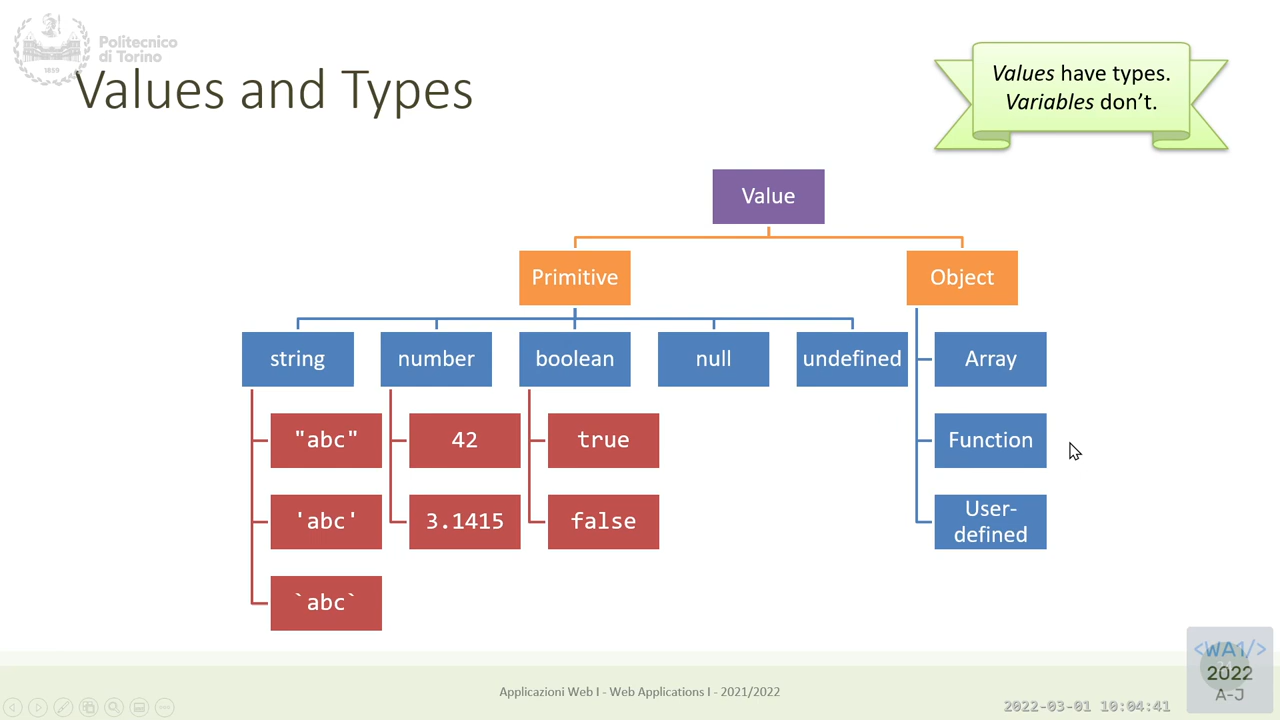 Politecnico
di Torino
1859
Values and Types
Values have types.
Variables don’t.
Value
Primitive
Object
string
number
boolean
null
undefined
Array
"abc"
42
true
Function
'abc'
3.1415
false
User-
defined
`abc`
Applicazioni Web I - Web Applications I - 2021/2022
<WA1/>
2022
A-J
2022-03-01 10:04:41